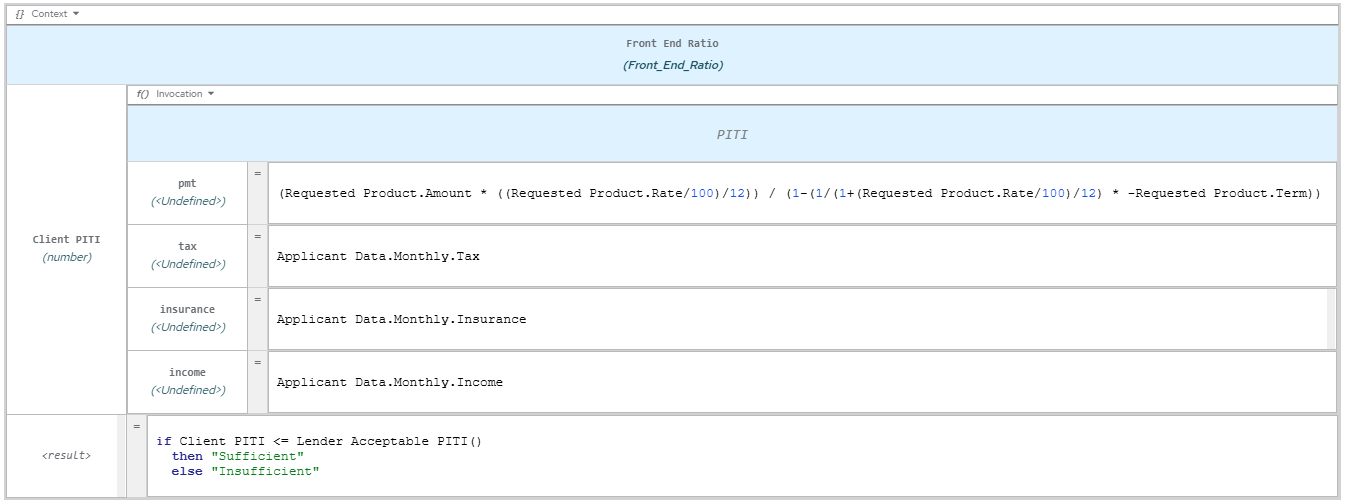 {} Context
Front End Ratio
(Front_End_Ratio)
f() Invocation
PITI
Client PITI
(number)
pmt
(<Undefined>)
=
(Requested Product.Amount * ((Requested Product.Rate/100)/12)) / (1-(1/(1+(Requested Product.Rate/100)/12) * -Requested Product.Term))
tax
(<Undefined>)
=
Applicant Data.Monthly.Tax
insurance
(<Undefined>)
=
Applicant Data.Monthly.Insurance
income
(<Undefined>)
=
Applicant Data.Monthly.Income
<result>
=
if Client PITI <= Lender Acceptable PITI()
then "Sufficient"
else "Insufficient"